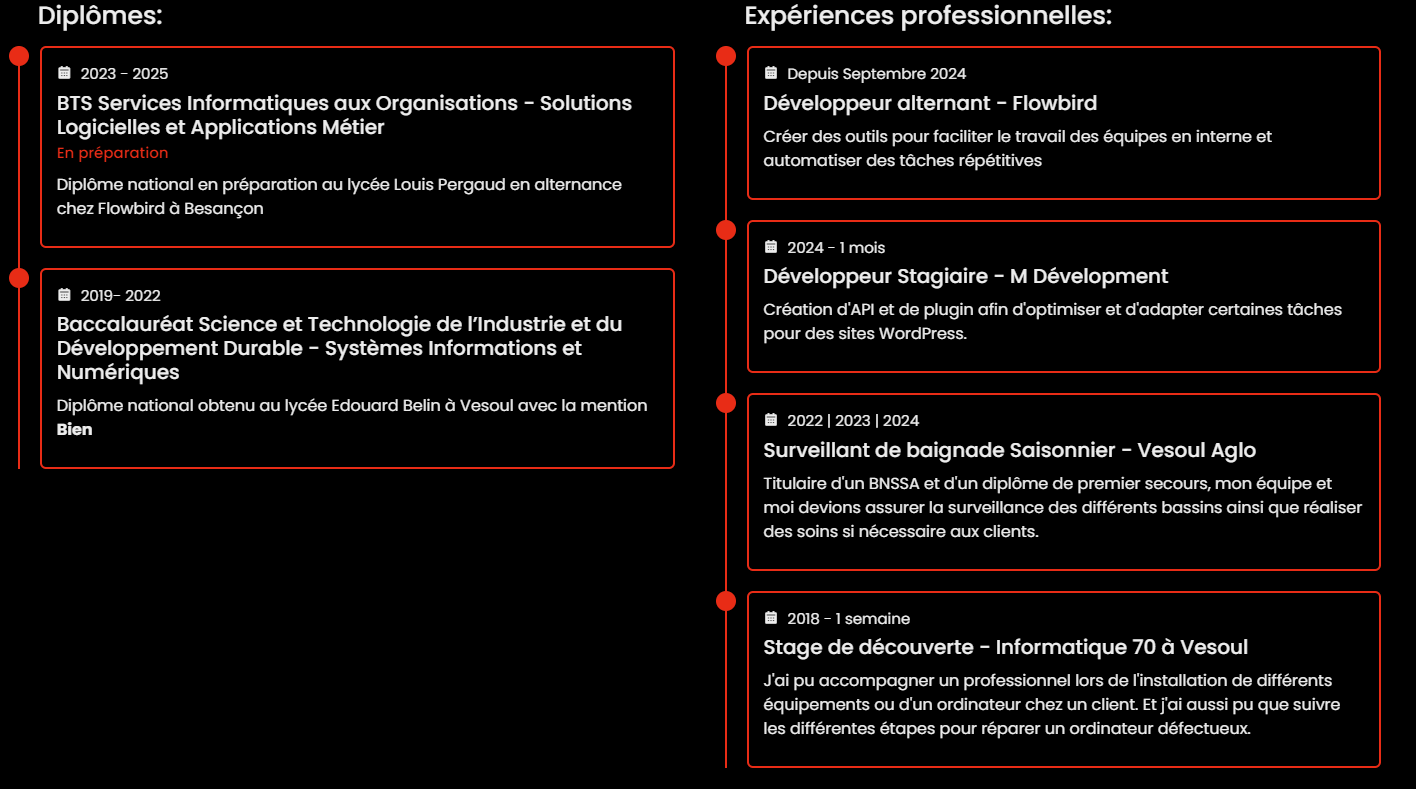 Diplômes:
2023 - 2025
BTS Services Informatiques aux Organisations - Solutions
Logicielles et Applications Métier
En préparation
Diplôme national en préparation au lycée Louis Pergaud en alternance
chez Flowbird à Besançon
2019- 2022
Baccalauréat Science et Technologie de l’Industrie et du
Développement Durable - Systèmes Informations et
Numériques
Diplôme national obtenu au lycée Edouard Belin à Vesoul avec la mention
Bien
Expériences professionnelles:
Depuis Septembre 2024
Développeur alternant - Flowbird
Créer des outils pour faciliter le travail des équipes en interne et
automatiser des tâches répétitives
2024 - 1 mois
Développeur Stagiaire - M Dévelopment
Création d'API et de plugin afin d'optimiser et d'adapter certaines tâches
pour des sites WordPress.
2022 | 2023 | 2024
Surveillant de baignade Saisonnier - Vesoul Aglo
Titulaire d'un BNSSA et d'un diplôme de premier secours, mon équipe et
moi devions assurer la surveillance des différents bassins ainsi que réaliser
des soins si nécessaire aux clients.
2018 - 1 semaine
Stage de découverte - Informatique 70 à Vesoul
J'ai pu accompagner un professionnel lors de l'installation de différents
équipements ou d'un ordinateur chez un client. Et j'ai aussi pu que suivre
les différentes étapes pour réparer un ordinateur défectueux.